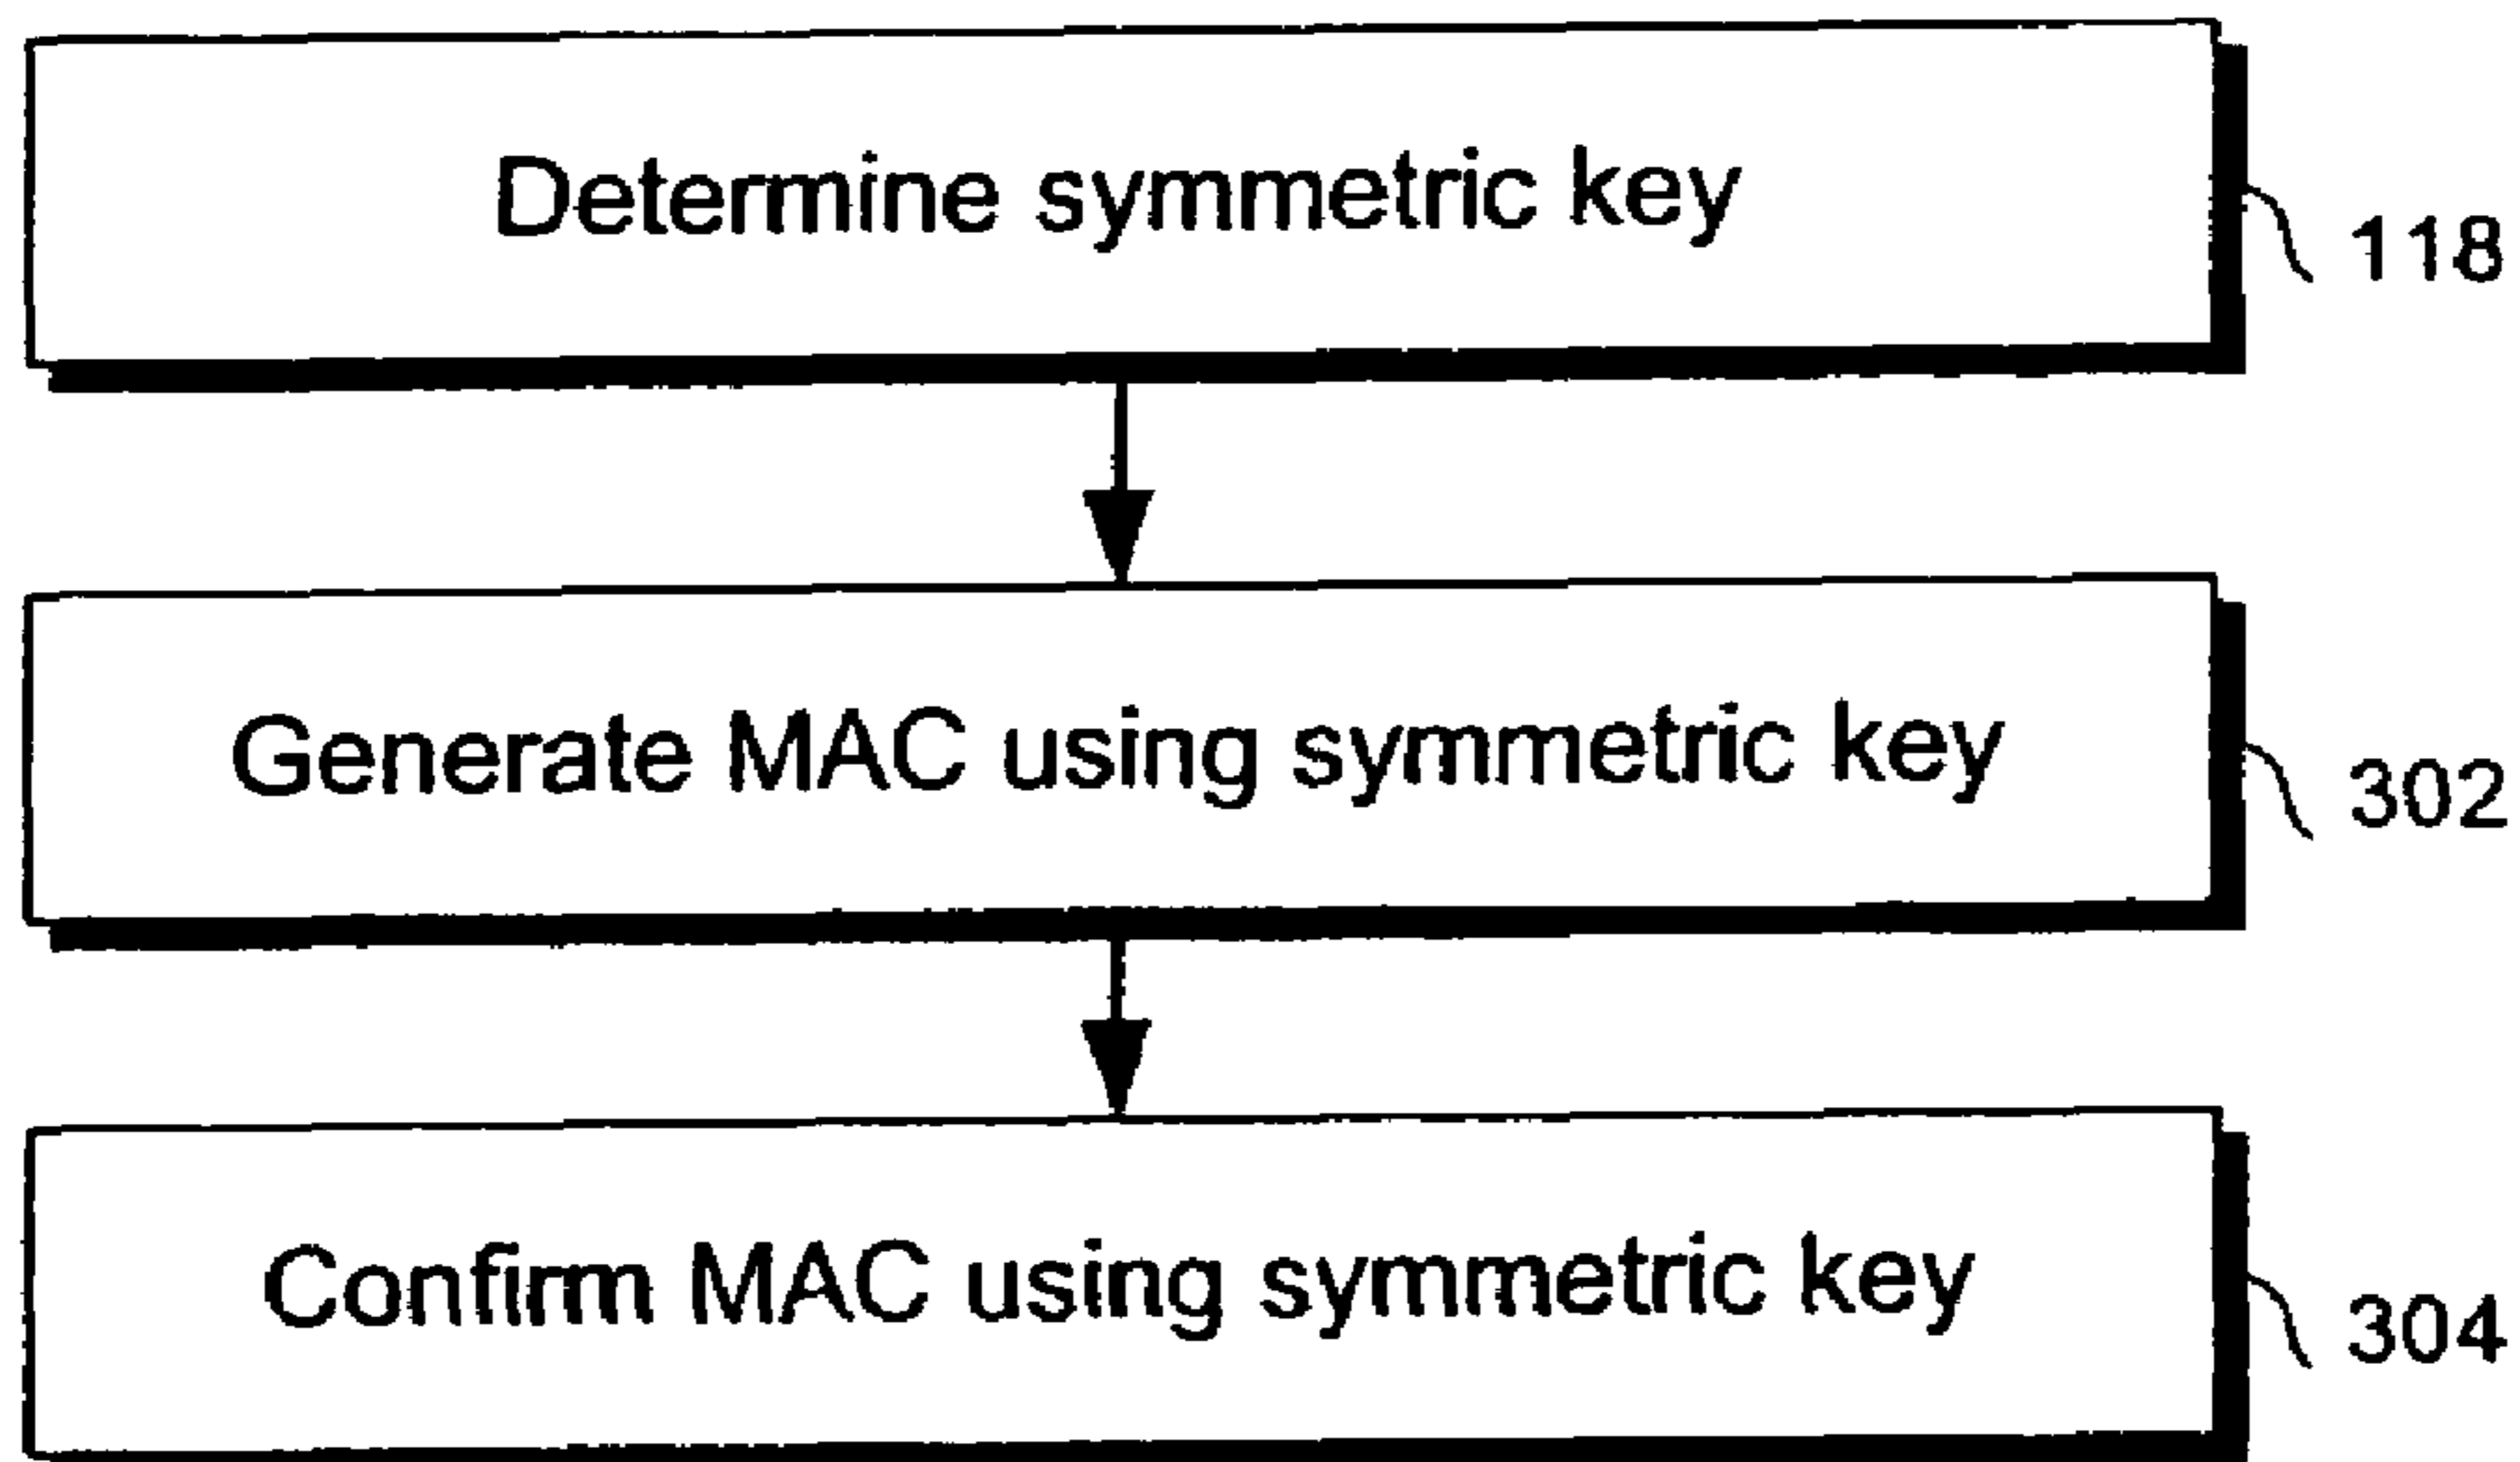 Determine symmetric key
118
Generate MAC using symmetric key
302
Confirm MAC using symmetric key
304